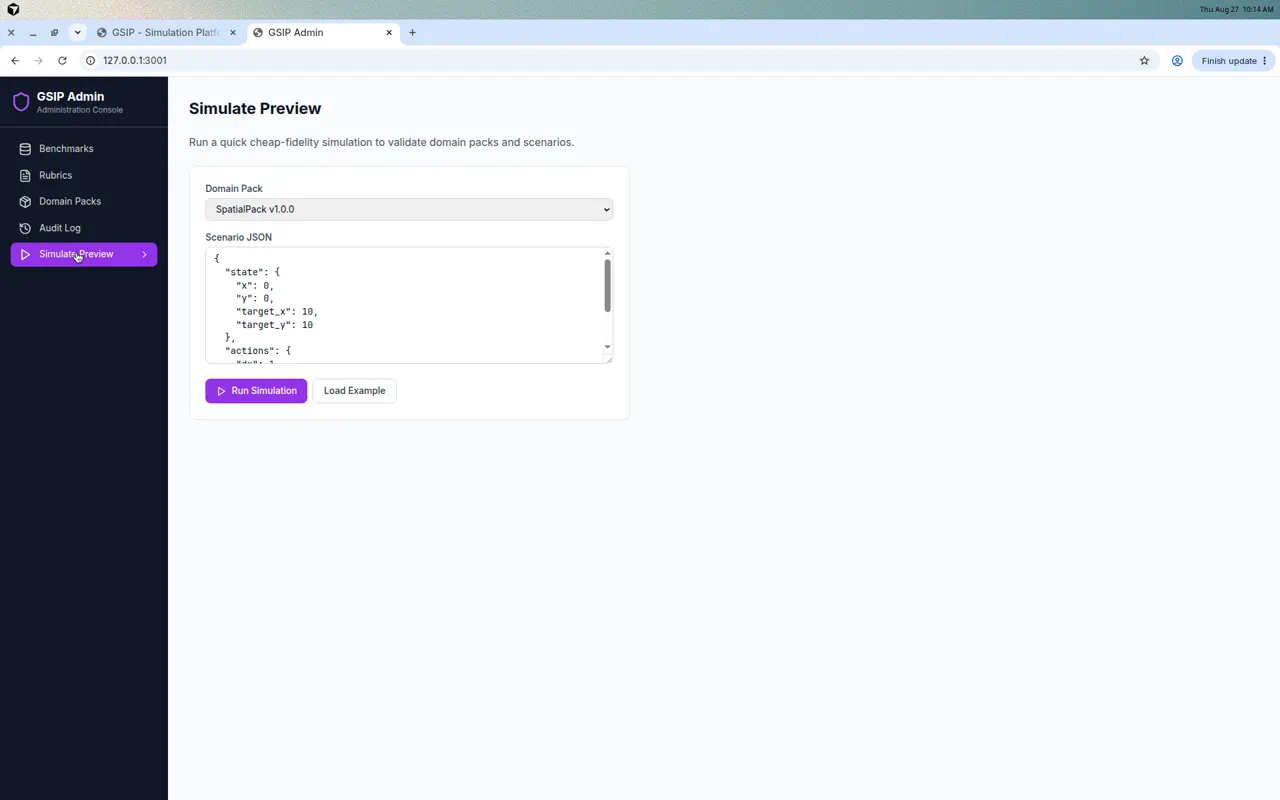 Thu Aug 27 10:14 AM
GSIP - Simulation Platf
GSIP Admin
127.0.0.1:3001
Finish update
GSIP Admin
Administration Console
Benchmarks
Rubrics
Domain Packs
Audit Log
Simulate Preview
Simulate Preview
Run a quick cheap-fidelity simulation to validate domain packs and scenarios.
Domain Pack
SpatialPack v1.0.0
Scenario JSON
{
"state": {
"x": 0,
"y": 0,
"target_x": 10,
"target_y": 10
},
"actions": {
Run Simulation
Load Example